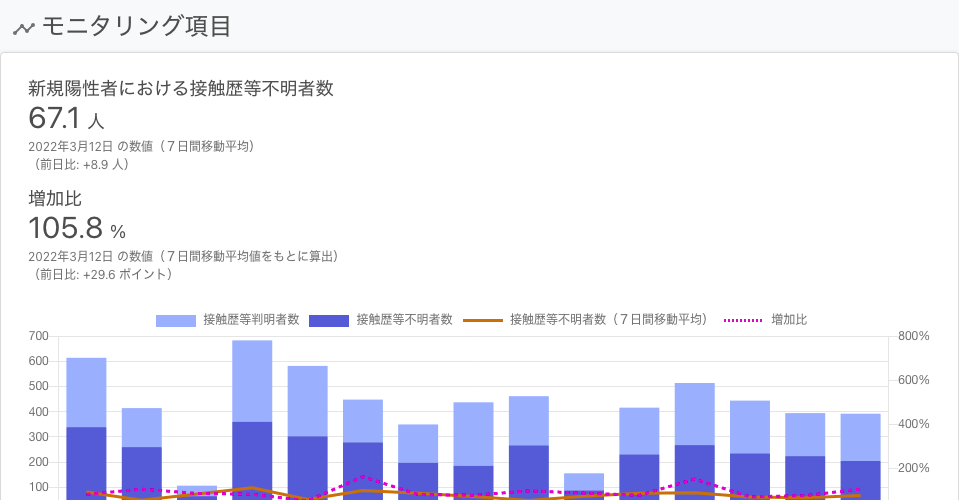 モニタリング項目
新規陽性者における接触歴等不明者数
67.1 人
2022年3月12日 の数値（７日間移動平均）
（前日比: +8.9 人）
増加比
105.8 %
2022年3月12日 の数値（７日間移動平均値をもとに算出）
（前日比: +29.6 ポイント）
接触歴等判明者数 接触歴等不明者数 接触歴等不明者数（７日間移動平均） 増加比
700 800%
600
500 600%
400 400%
300
200 200%
100